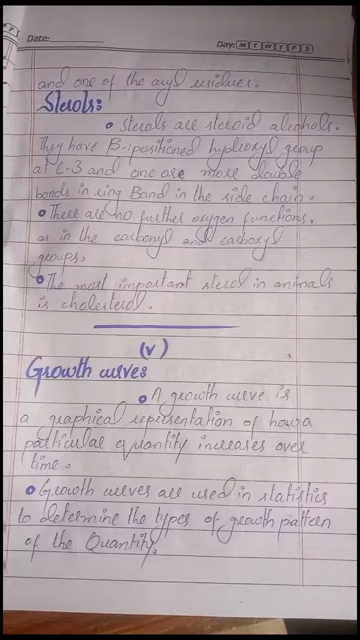 Date:
Day: M T W T F S
and one of the acyl residues.
Sterols:
• Sterols are steroid alcohols.
They have B-ipositioned hydroxyl group
at C-3 and one or more double
bonds in ring B and in the side chain.
• There are no further oxygen functions.
as in the carbonyl and carboxyl
groups.
• The most important sterol in animals
is cholesterol.
(v)
Growth curve:
• A growth curve is
a graphical representation of how a
particular quantity increases over
time.
• Growth curves are used in statistics
to determine the types of growth pattern
of the Quantity.